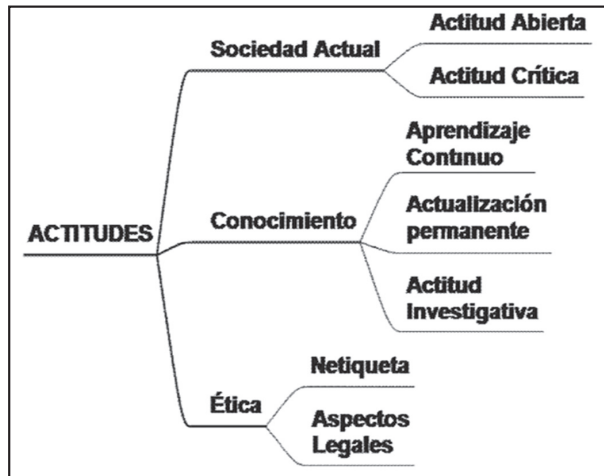 ACTITUDES
Sociedad Actual
Actitud Abierta
Actitud Crítica
Conocimiento
Aprendizaje
Continuo
Actualización
permanente
Actitud
Investigativa
Ética
Netiqueta
Aspectos
Legales